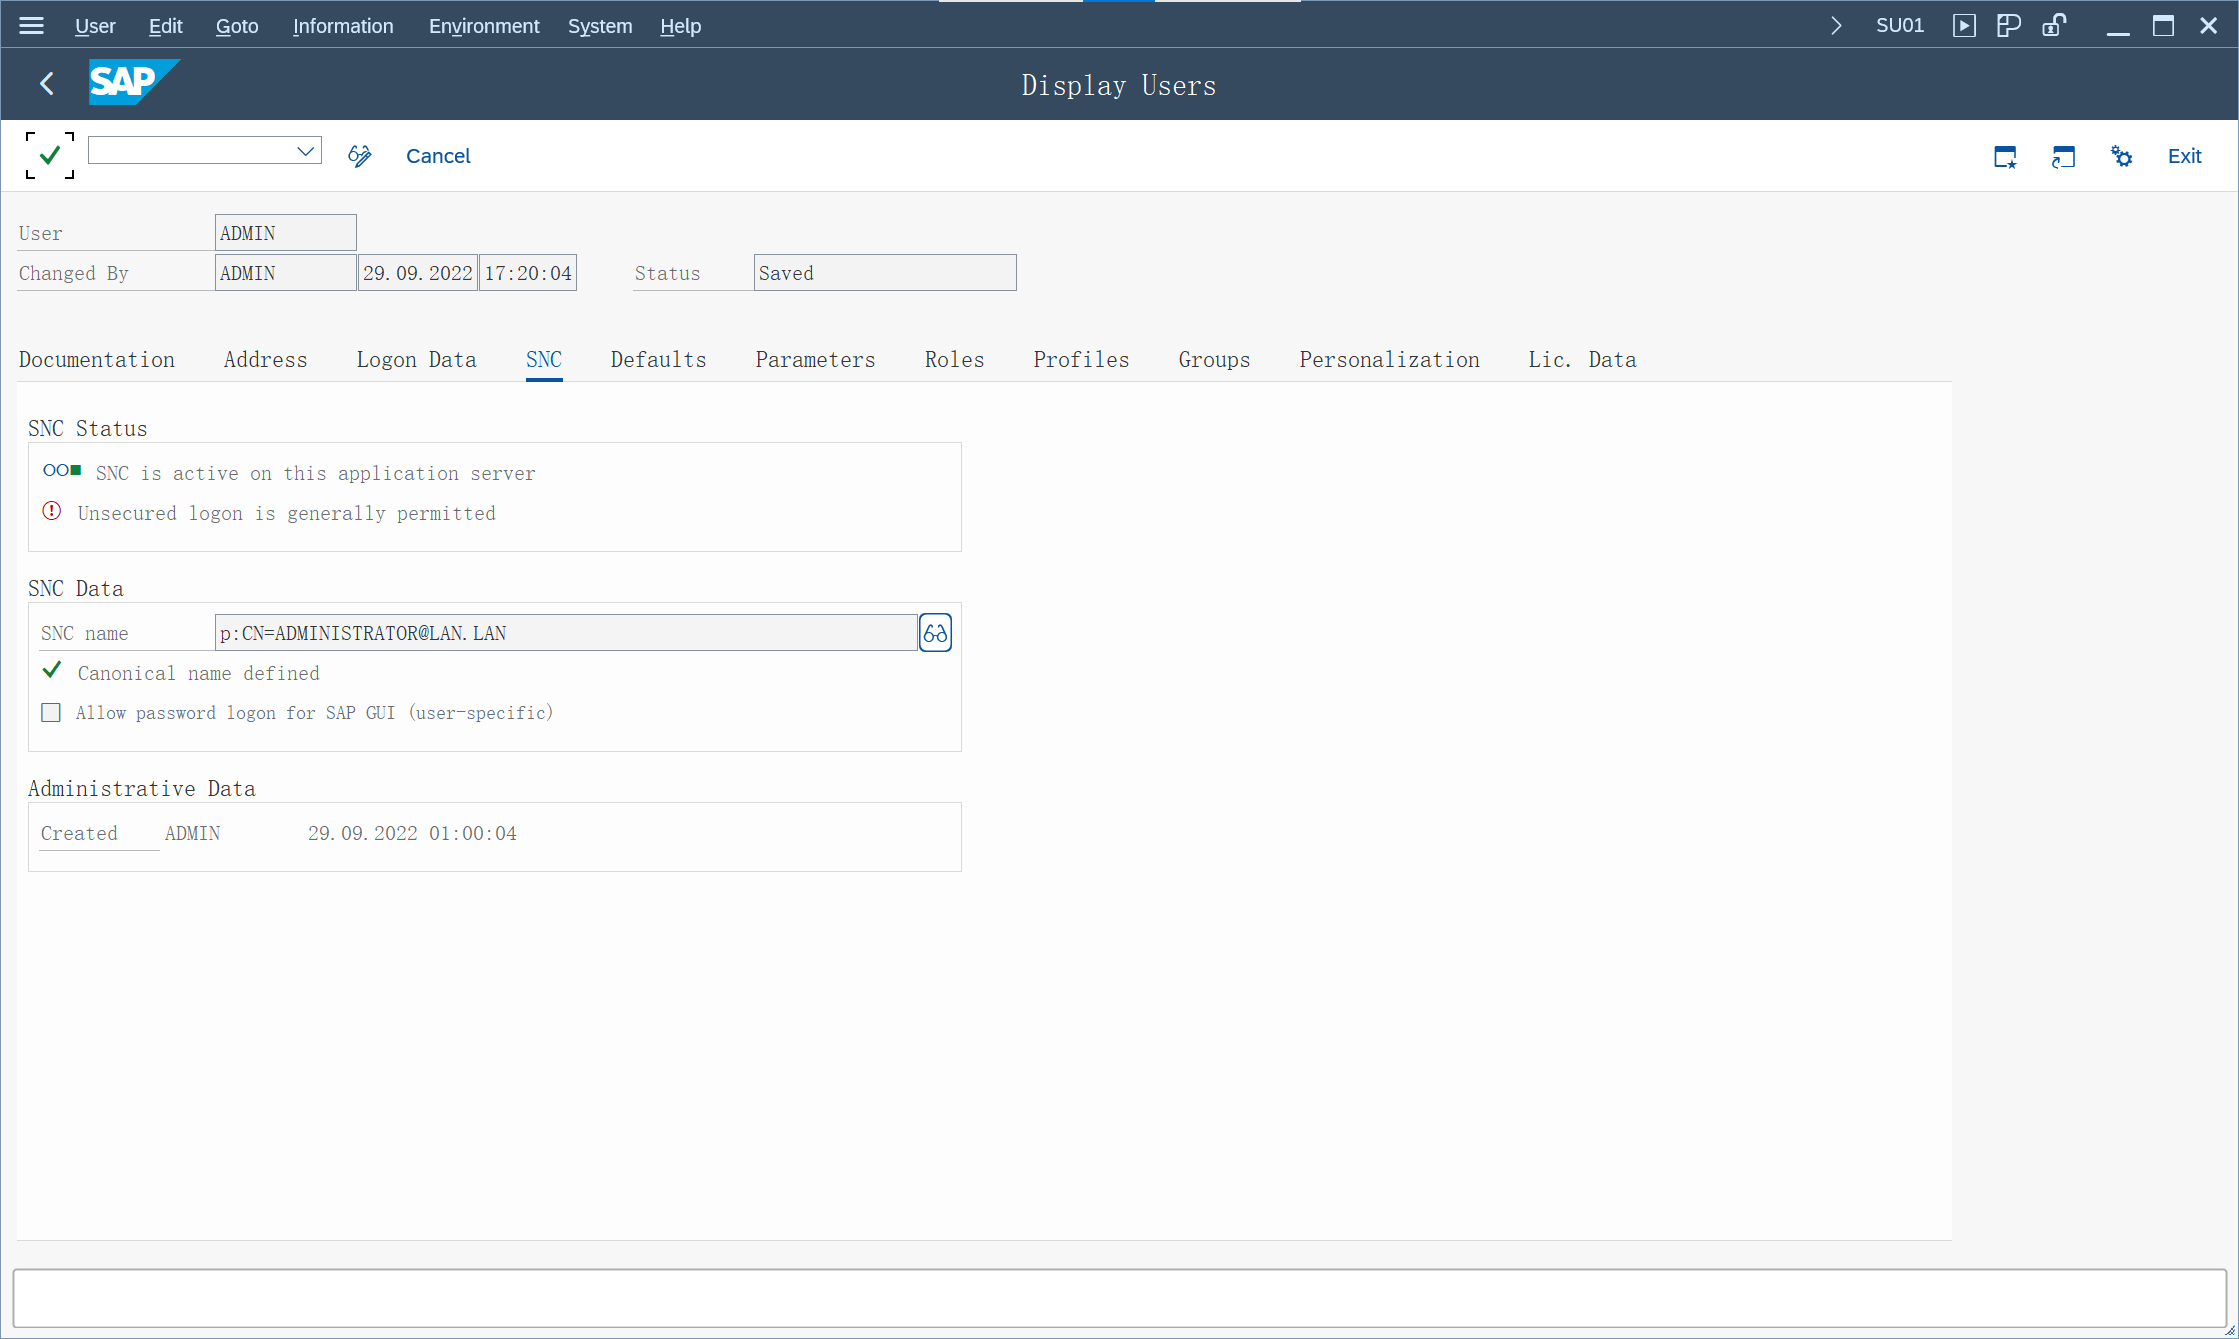 User Edit Goto Information Environment System Help SU01
SAP Display Users
Cancel Exit
User ADMIN
Changed By ADMIN 29.09.2022 17:20:04 Status Saved
Documentation Address Logon Data SNC Defaults Parameters Roles Profiles Groups Personalization Lic. Data
SNC Status
SNC is active on this application server
Unsecured logon is generally permitted
SNC Data
SNC name p:CN=ADMINISTRATOR@LAN.LAN
Canonical name defined
Allow password logon for SAP GUI (user-specific)
Administrative Data
Created ADMIN 29.09.2022 01:00:04